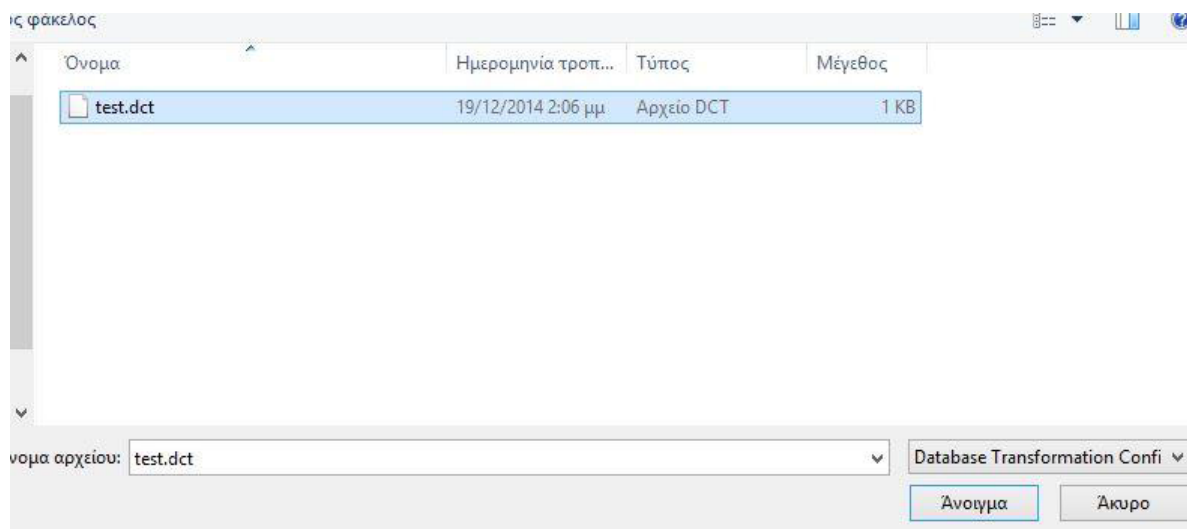 ος φάκελος
Όνομα Ημερομηνία τροπ... Τύπος Μέγεθος
test.dct 19/12/2014 2:06 μμ Αρχείο DCT 1 KB
νομα αρχείου: test.dct Database Transformation Confi
Άνοιγμα Άκυρο